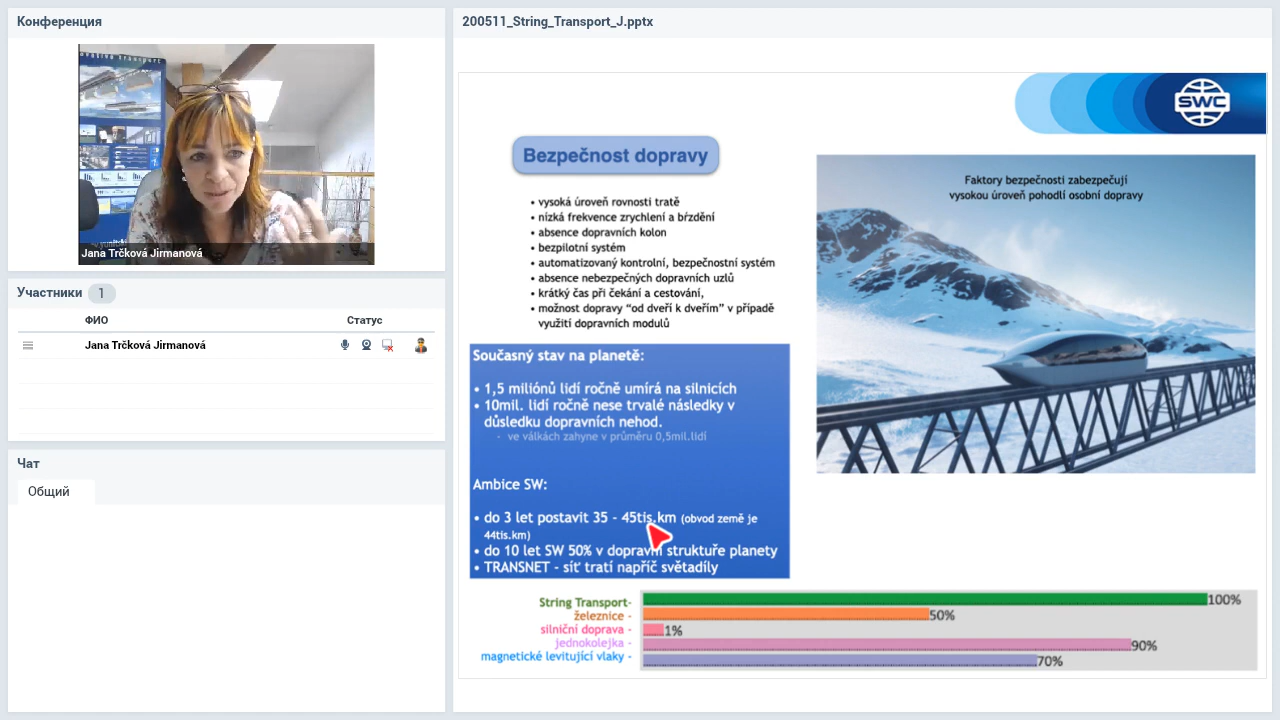 Конференция
Jana Trčková Jirmanová
Участники 1
ФИО Статус
Jana Trčková Jirmanová
Чат
Общий
200511_String_Transport_J.pptx
SWC
Bezpečnost dopravy
• vysoká úroveň rovnosti tratě
• nízká frekvence zrychlení a bŕzdění
• absence dopravních kolon
• bezpilotní systém
• automatizovaný kontrolní, bezpečnostní systém
• absence nebezpečných dopravních uzlů
• krátký čas při čekání a cestování,
• možnost dopravy “od dveří k dveřím” v případě
využití dopravních modulů
Faktory bezpečnosti zabezpečují
vysokou úroveň pohodlí osobní dopravy
Současný stav na planetě:
• 1,5 miliónů lidí ročně umírá na silnicích
• 10mil. lidí ročně nese trvalé následky v
důsledku dopravních nehod.
- ve válkách zahyne v průměru 0,5mil.lidí
Ambice SW:
• do 3 let postavit 35 - 45tis.km (obvod země je
44tis.km)
• do 10 let SW 50% v dopravní struktuře planety
• TRANSNET - síť tratí napříč světadíly
String Transport- 100%
železnice - 50%
silniční doprava - 1%
jednokolejka - 90%
magnetické levitující vlaky - 70%